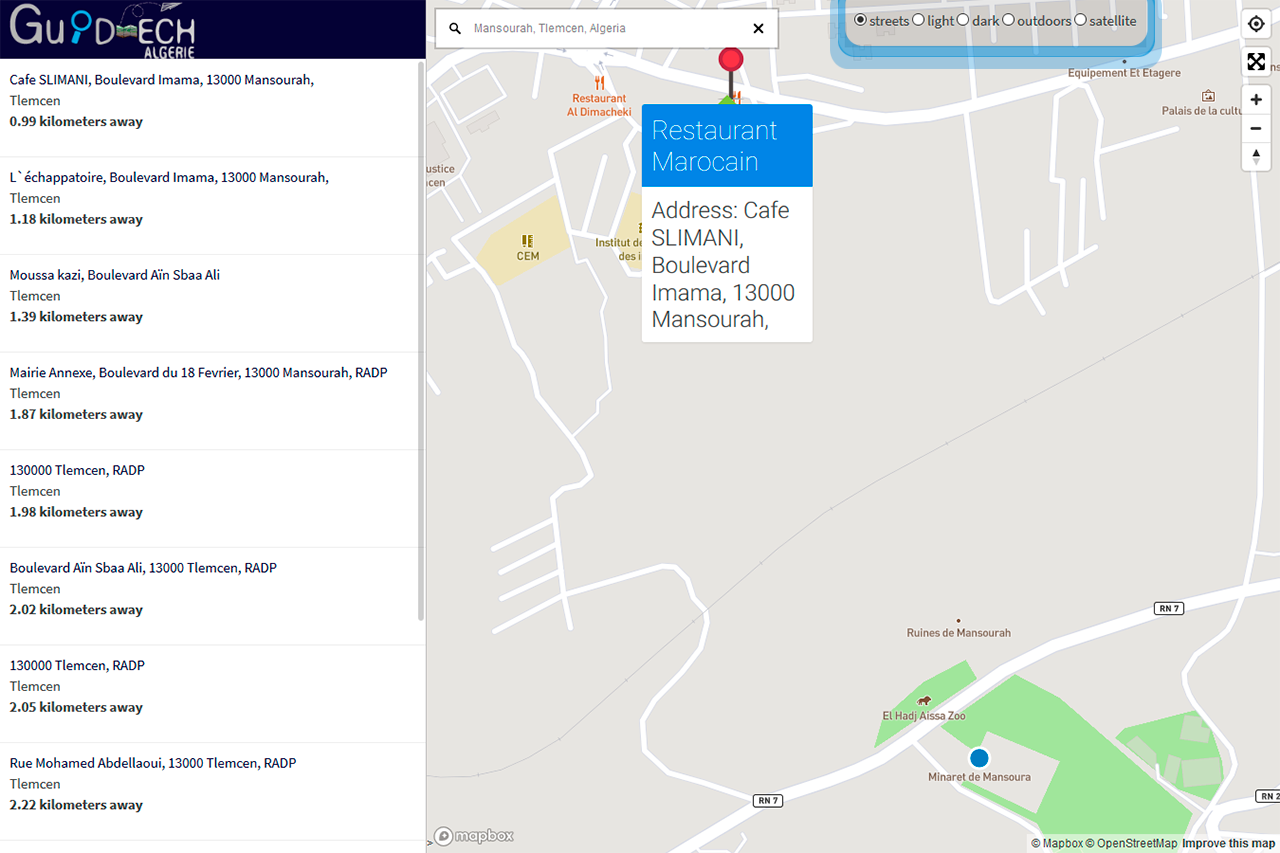 GuidTECH
ALGERIE
Cafe SLIMANI, Boulevard Imama, 13000 Mansourah,
Tlemcen
0.99 kilometers away
L`échappatoire, Boulevard Imama, 13000 Mansourah,
Tlemcen
1.18 kilometers away
Moussa kazi, Boulevard Aïn Sbaa Ali
Tlemcen
1.39 kilometers away
Mairie Annexe, Boulevard du 18 Fevrier, 13000 Mansourah, RADP
Tlemcen
1.87 kilometers away
130000 Tlemcen, RADP
Tlemcen
1.98 kilometers away
Boulevard Aïn Sbaa Ali, 13000 Tlemcen, RADP
Tlemcen
2.02 kilometers away
130000 Tlemcen, RADP
Tlemcen
2.05 kilometers away
Rue Mohamed Abdellaoui, 13000 Tlemcen, RADP
Tlemcen
2.22 kilometers away
Mansourah, Tlemcen, Algeria
streets light dark outdoors satellite
Equipement Et Etagere
Palais de la cultu
Restaurant
Al Dimacheki
ustice
cen
Restaurant
Marocain
Address: Cafe
SLIMANI,
Boulevard
Imama, 13000
Mansourah,
CEM
Institut de
des i
RN 7
Ruines de Mansourah
El Hadj Aissa Zoo
Minaret de Mansoura
RN 7
RN 2
mapbox
© Mapbox © OpenStreetMap Improve this map